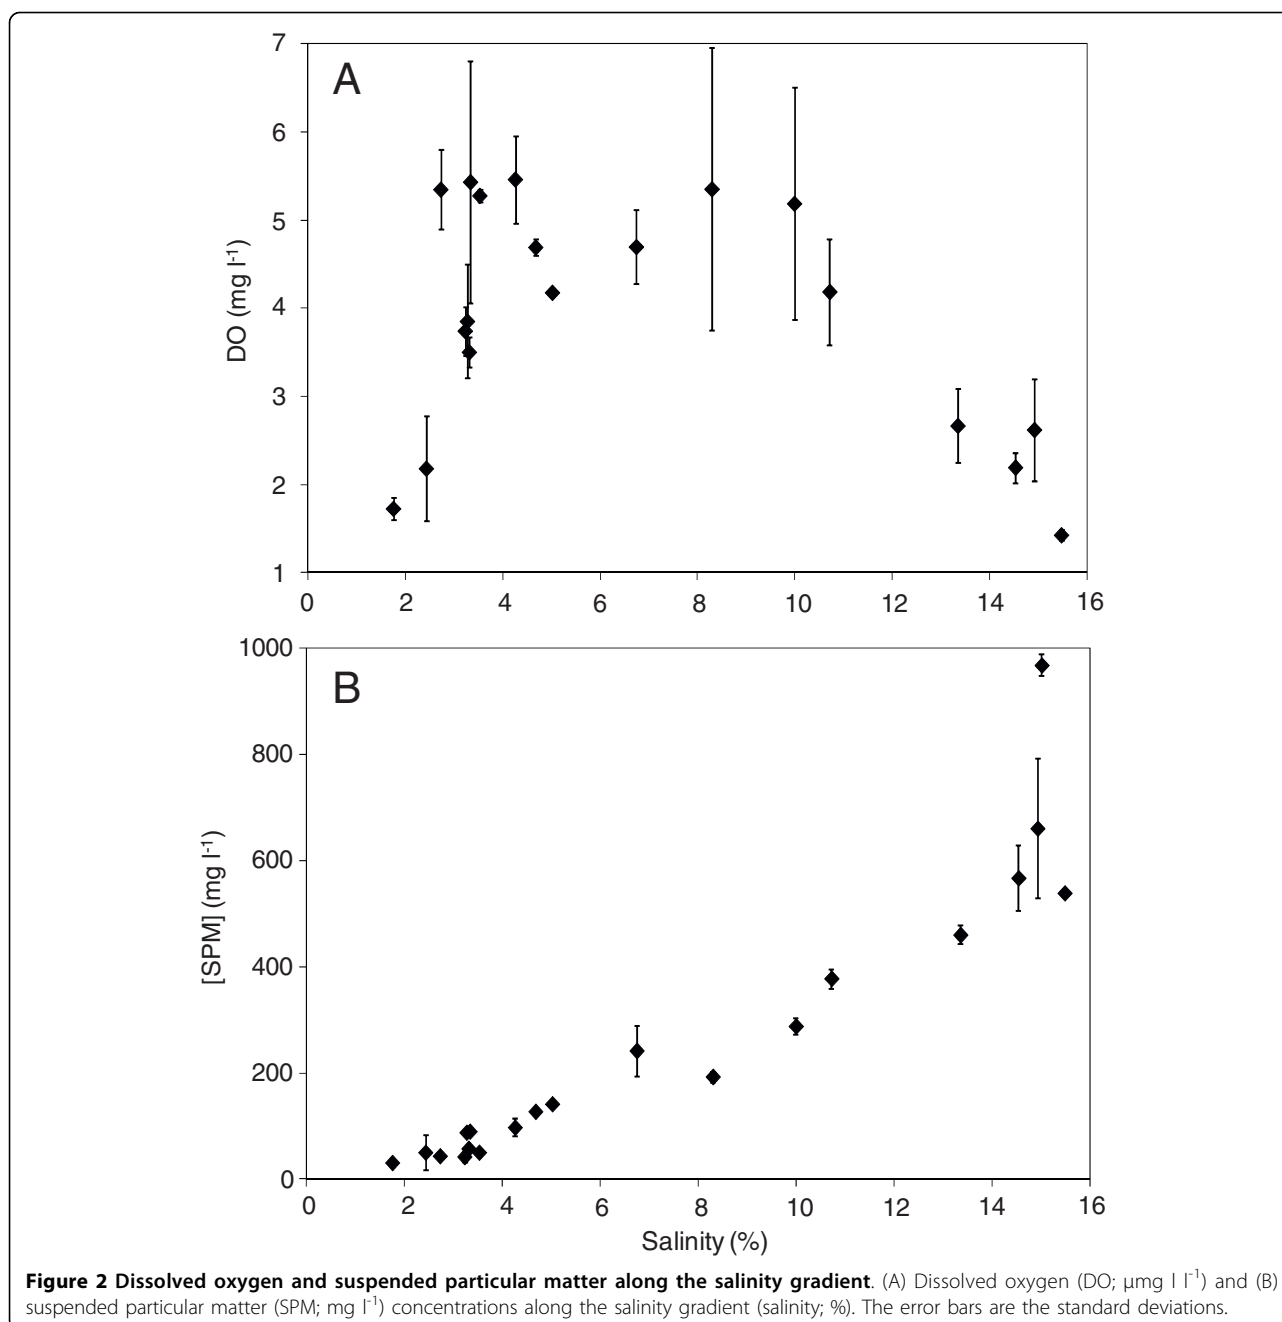 7
A
6
5
DO (mg l⁻¹)
4
3
2
1
0 2 4 6 8 10 12 14 16
1000
B
800
600
[SPM] (mg l⁻¹)
400
200
0
0 2 4 6 8 10 12 14 16
Salinity (%)
Figure 2 Dissolved oxygen and suspended particular matter along the salinity gradient. (A) Dissolved oxygen (DO; μmg l l⁻¹) and (B)
suspended particular matter (SPM; mg l⁻¹) concentrations along the salinity gradient (salinity; %). The error bars are the standard deviations.